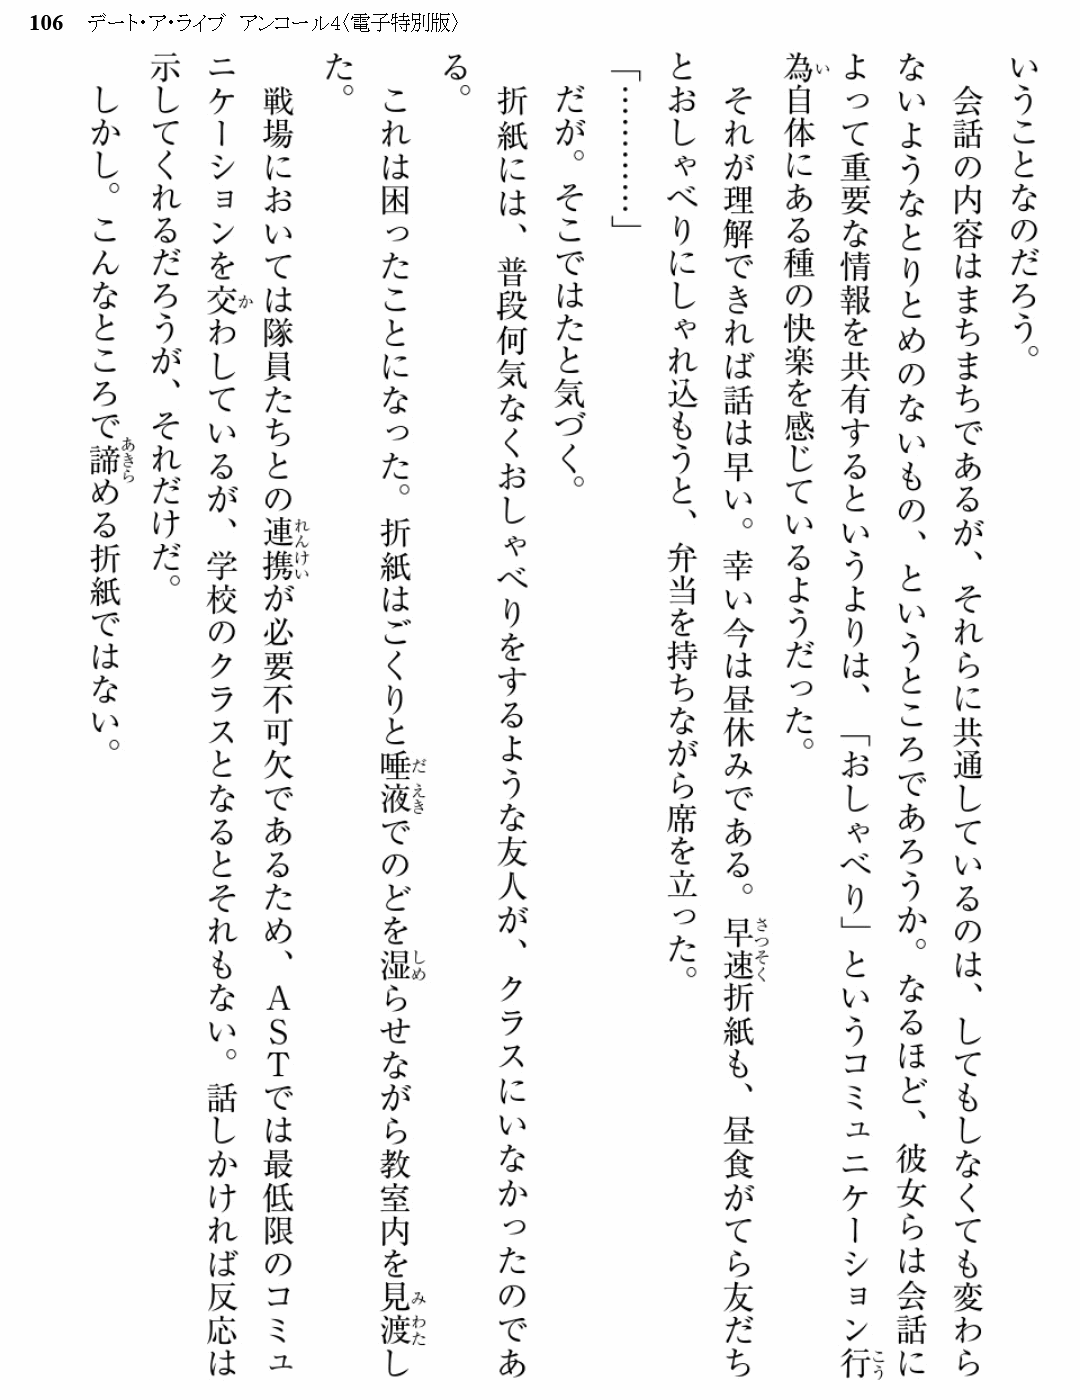 106 デート・ア・ライブ アンコール4〈電子特別版〉
いうことなのだろう。
会話の内容はまちまちであるが、それらに共通しているのは、してもしなくても変わら
ないようなとりとめのないもの、というところであろうか。なるほど、彼女らは会話に
よって重要な情報を共有するというよりは、「おしゃべり」というコミュニケーション行
為自体にある種の快楽を感じているようだった。
それが理解できれば話は早い。幸い今は昼休みである。早速折紙も、昼食がてら友だち
とおしゃべりにしゃれ込もうと、弁当を持ちながら席を立った。
「…………」
だが。そこではたと気づく。
折紙には、普段何気なくおしゃべりをするような友人が、クラスにいなかったのであ
る。
これは困ったことになった。折紙はごくりと唾液でのどを湿らせながら教室内を見渡し
た。
戦場においては隊員たちとの連携が必要不可欠であるため、ASTでは最低限のコミュ
ニケーションを交わしているが、学校のクラスとなるとそれもない。話しかければ反応は
示してくれるだろうが、それだけだ。
しかし。こんなところで諦める折紙ではない。